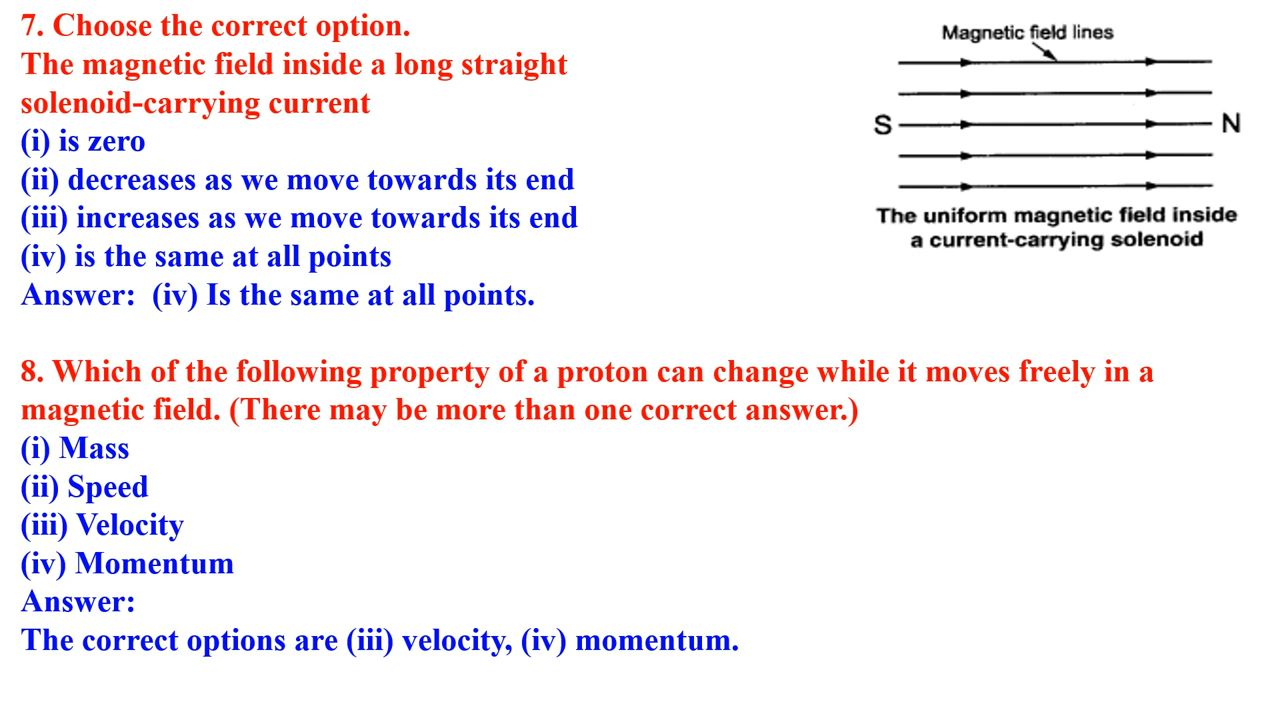 7. Choose the correct option.
The magnetic field inside a long straight
solenoid-carrying current
(i) is zero
(ii) decreases as we move towards its end
(iii) increases as we move towards its end
(iv) is the same at all points
Answer:  (iv) Is the same at all points.
Magnetic field lines
S
N
The uniform magnetic field inside
a current-carrying solenoid
8. Which of the following property of a proton can change while it moves freely in a
magnetic field. (There may be more than one correct answer.)
(i) Mass
(ii) Speed
(iii) Velocity
(iv) Momentum
Answer:
The correct options are (iii) velocity, (iv) momentum.